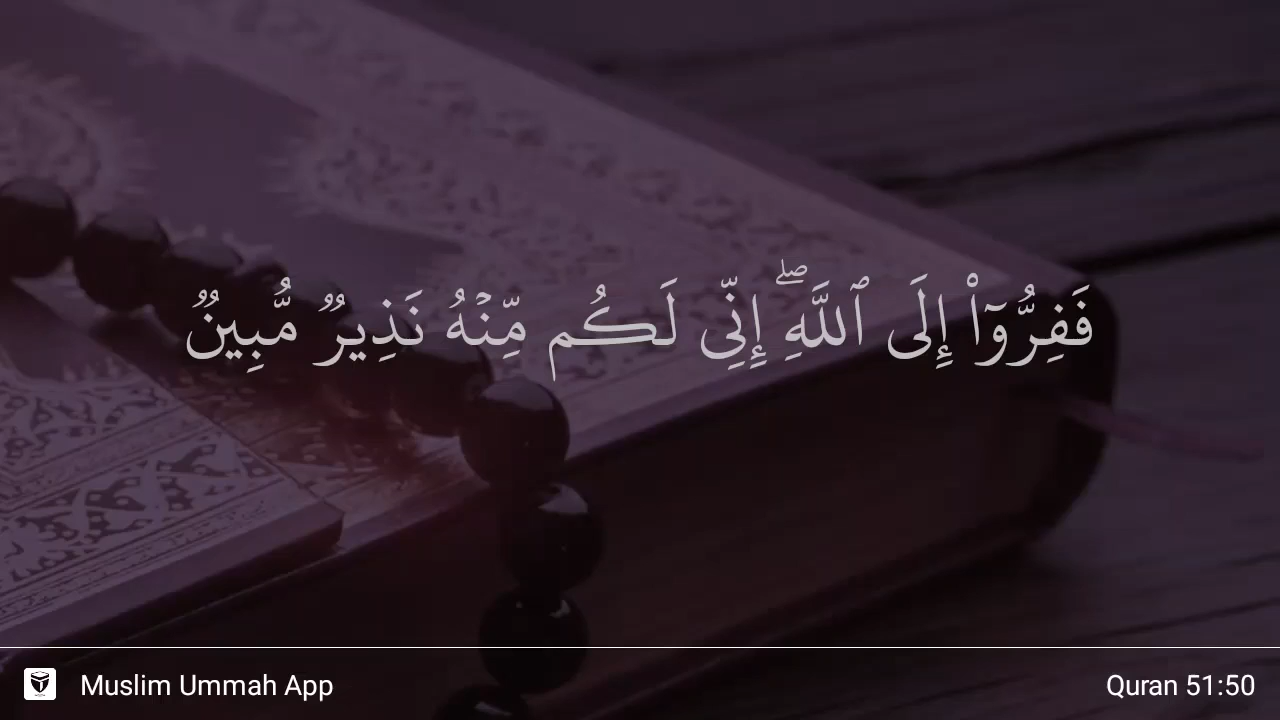 فَفِرُّوٓا۟ إِلَى ٱللَّهِ ۖ إِنِّى لَكُم مِّنْهُ نَذِيرٌ مُّبِينٌ
Muslim Ummah App
Quran 51:50